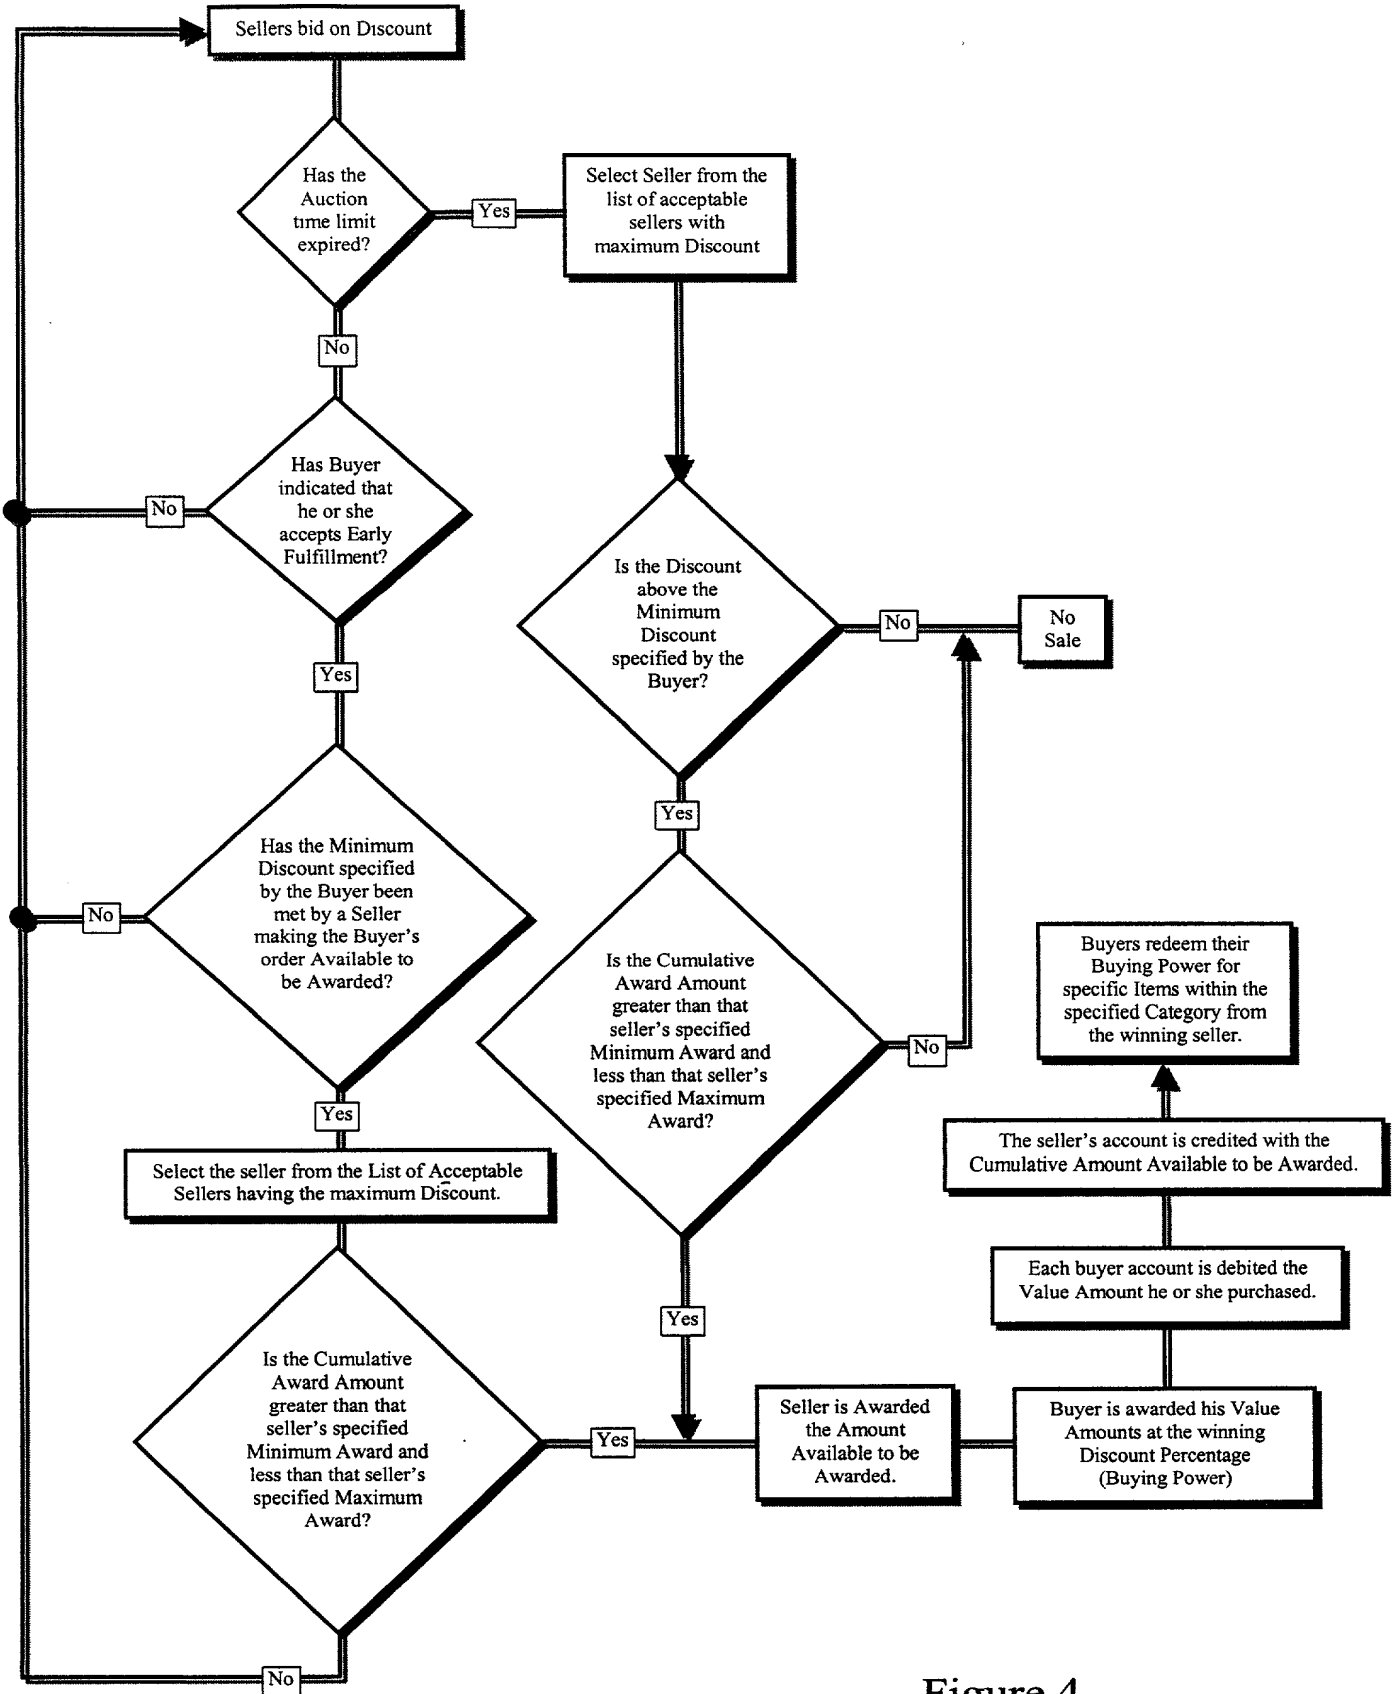 Sellers bid on Discount
Has the
Auction
time limit
expired?
Yes
Select Seller from the
list of acceptable
sellers with
maximum Discount
No
Has Buyer
indicated that
he or she
accepts Early
Fulfillment?
No
Yes
Is the Discount
above the
Minimum
Discount
specified by the
Buyer?
No
No
Sale
Yes
Has the Minimum
Discount specified
by the Buyer been
met by a Seller
making the Buyer's
order Available to
be Awarded?
No
Yes
Is the Cumulative
Award Amount
greater than that
seller's specified
Minimum Award and
less than that seller's
specified Maximum
Award?
No
Yes
Select the seller from the List of Acceptable
Sellers having the maximum Discount.
Is the Cumulative
Award Amount
greater than that
seller's specified
Minimum Award and
less than that seller's
specified Maximum
Award?
Yes
No
Seller is Awarded
the Amount
Available to be
Awarded.
Buyer is awarded his Value
Amounts at the winning
Discount Percentage
(Buying Power)
Each buyer account is debited the
Value Amount he or she purchased.
The seller's account is credited with the
Cumulative Amount Available to be Awarded.
Buyers redeem their
Buying Power for
specific Items within the
specified Category from
the winning seller.
Figure 4